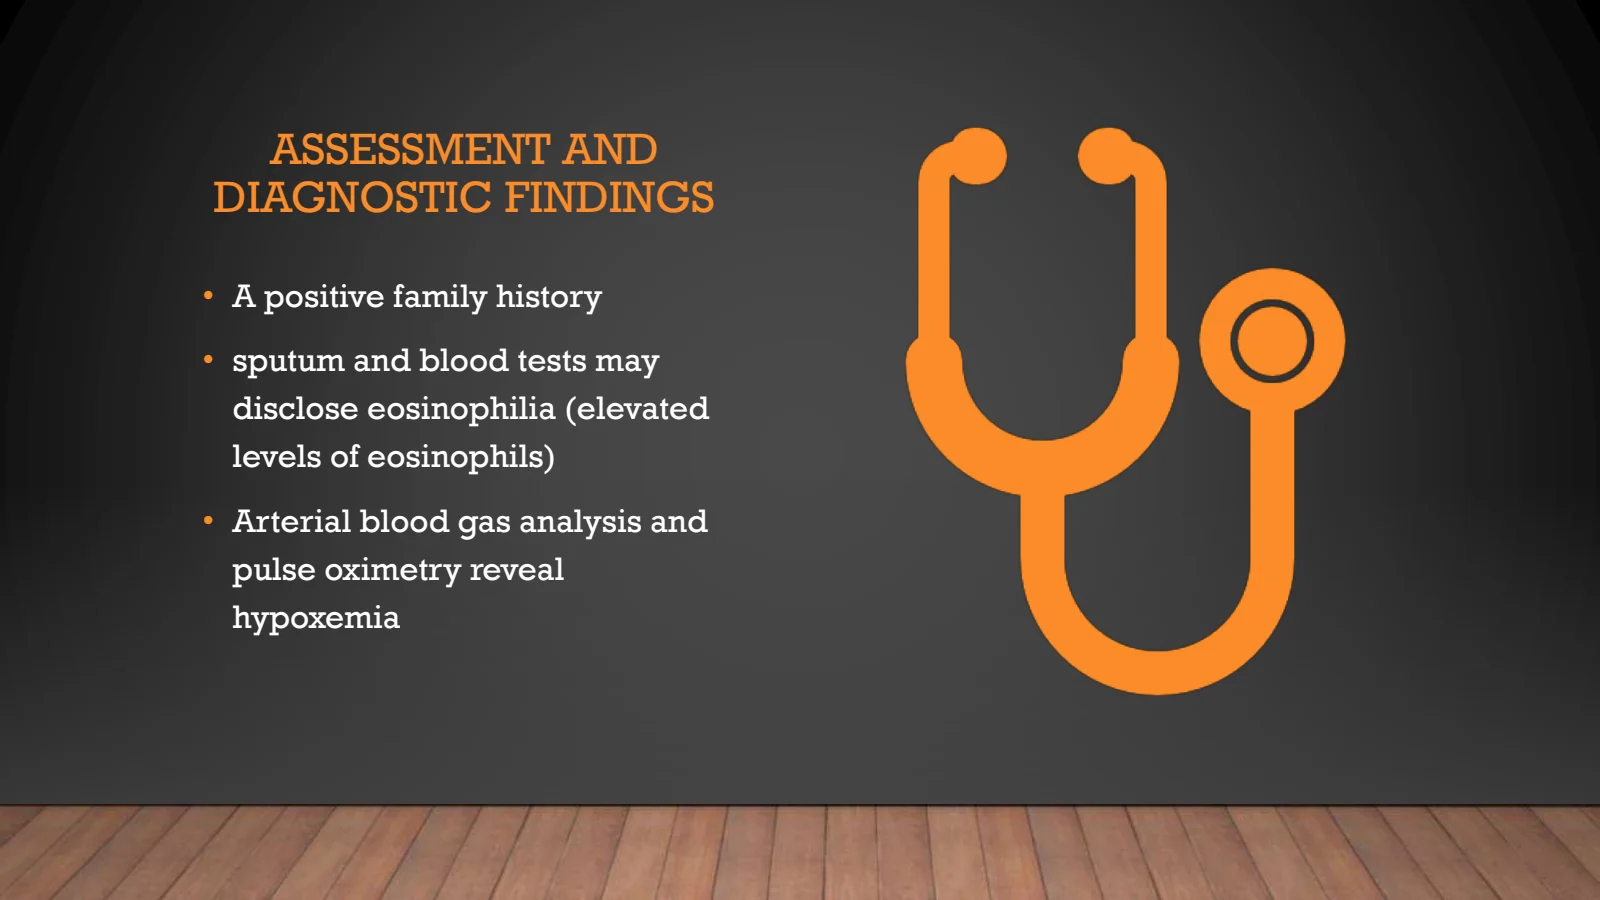 ASSESSMENT AND
DIAGNOSTIC FINDINGS
• A positive family history
• sputum and blood tests may
disclose eosinophilia (elevated
levels of eosinophils)
• Arterial blood gas analysis and
pulse oximetry reveal
hypoxemia